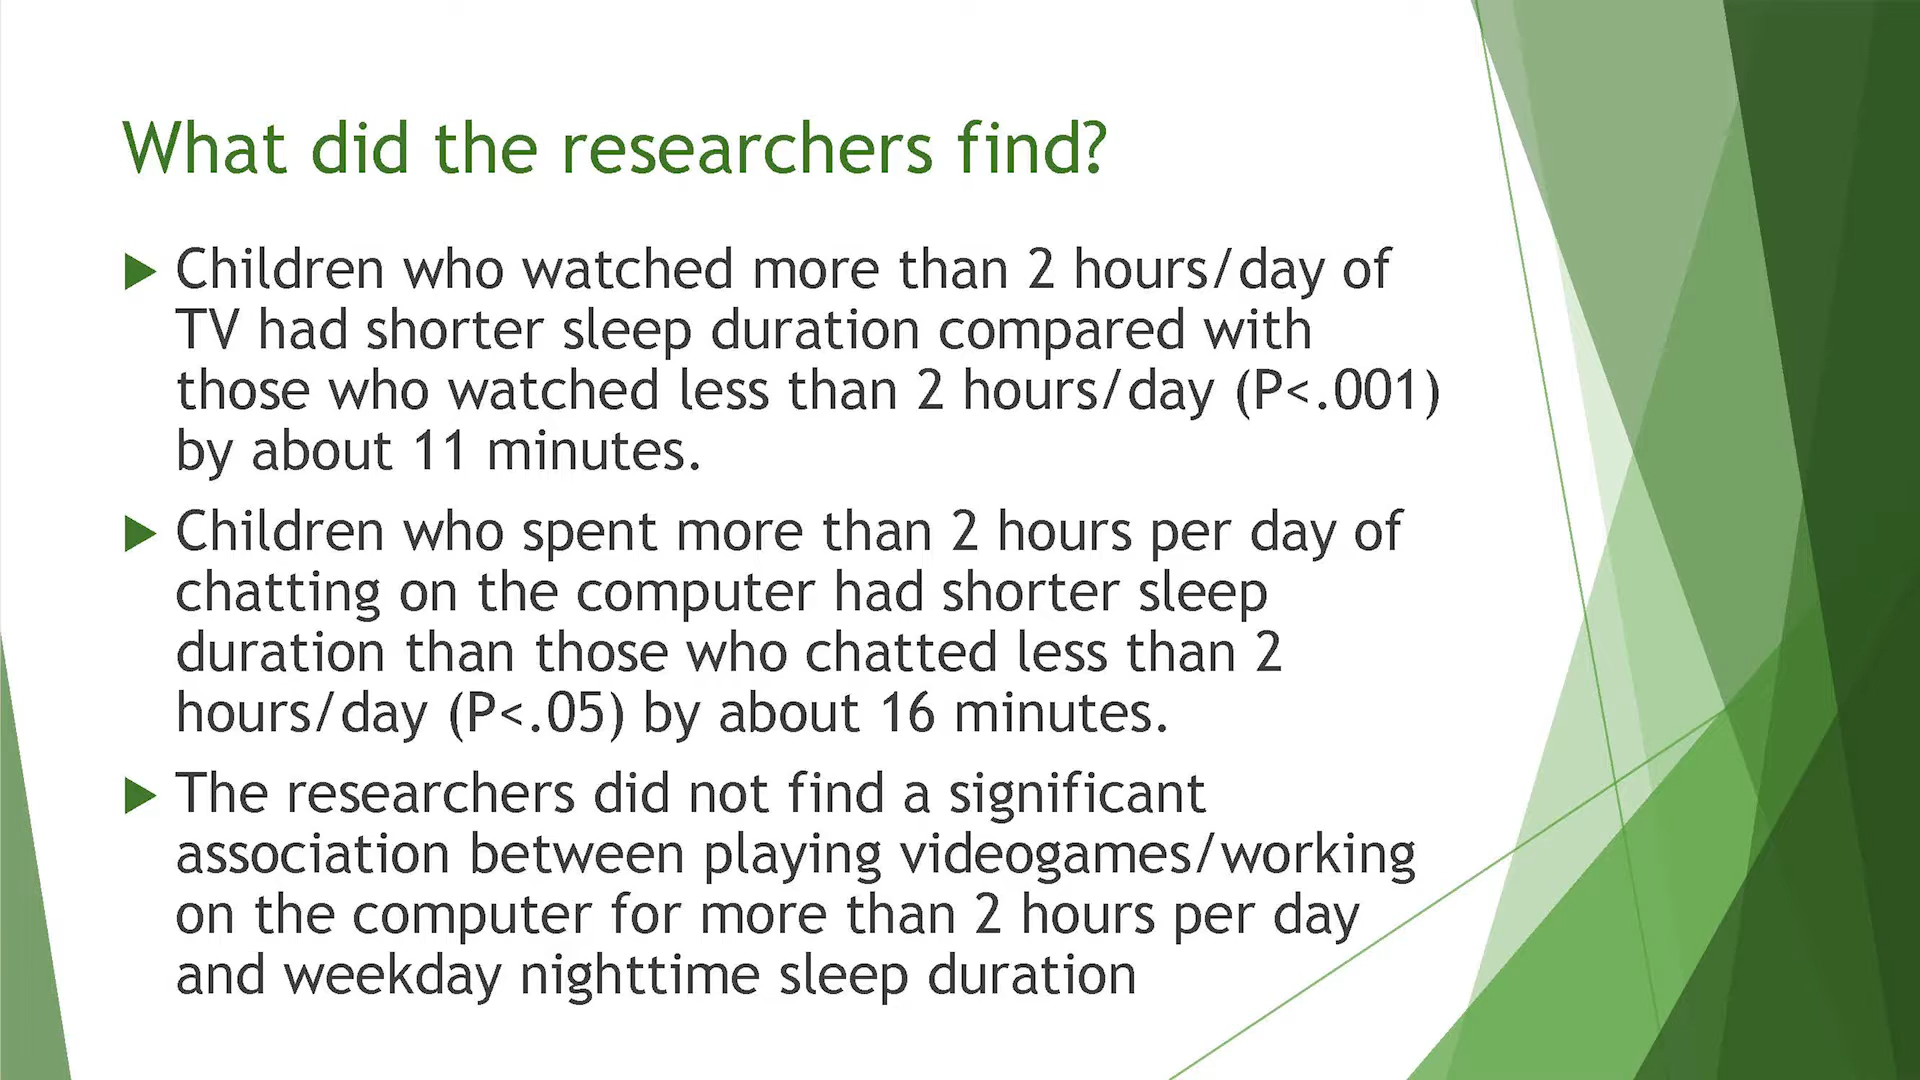 What did the researchers find?
Children who watched more than 2 hours/day of
TV had shorter sleep duration compared with
those who watched less than 2 hours/day (P<.001)
by about 11 minutes.
Children who spent more than 2 hours per day of
chatting on the computer had shorter sleep
duration than those who chatted less than 2
hours/day (P<.05) by about 16 minutes.
The researchers did not find a significant
association between playing videogames/working
on the computer for more than 2 hours per day
and weekday nighttime sleep duration